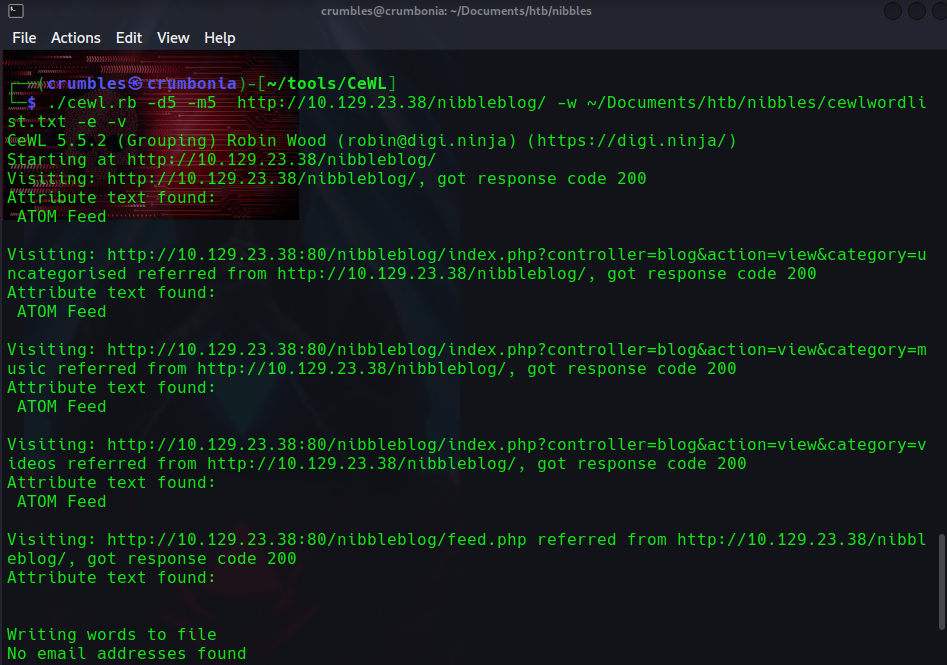 crumbles@crumbonia: ~/Documents/htb/nibbles
File Actions Edit View Help
┌──(crumbles㉿crumbonia)-[~/tools/CeWL]
└─$ ./cewl.rb -d5 -m5  http://10.129.23.38/nibbleblog/ -w ~/Documents/htb/nibbles/cewlwordli
st.txt -e -v
CeWL 5.5.2 (Grouping) Robin Wood (robin@digi.ninja) (https://digi.ninja/)
Starting at http://10.129.23.38/nibbleblog/
Visiting: http://10.129.23.38/nibbleblog/, got response code 200
Attribute text found:
 ATOM Feed
Visiting: http://10.129.23.38:80/nibbleblog/index.php?controller=blog&action=view&category=u
ncategorised referred from http://10.129.23.38/nibbleblog/, got response code 200
Attribute text found:
 ATOM Feed
Visiting: http://10.129.23.38:80/nibbleblog/index.php?controller=blog&action=view&category=m
usic referred from http://10.129.23.38/nibbleblog/, got response code 200
Attribute text found:
 ATOM Feed
Visiting: http://10.129.23.38:80/nibbleblog/index.php?controller=blog&action=view&category=v
ideos referred from http://10.129.23.38/nibbleblog/, got response code 200
Attribute text found:
 ATOM Feed
Visiting: http://10.129.23.38:80/nibbleblog/feed.php referred from http://10.129.23.38/nibbl
eblog/, got response code 200
Attribute text found:
Writing words to file
No email addresses found